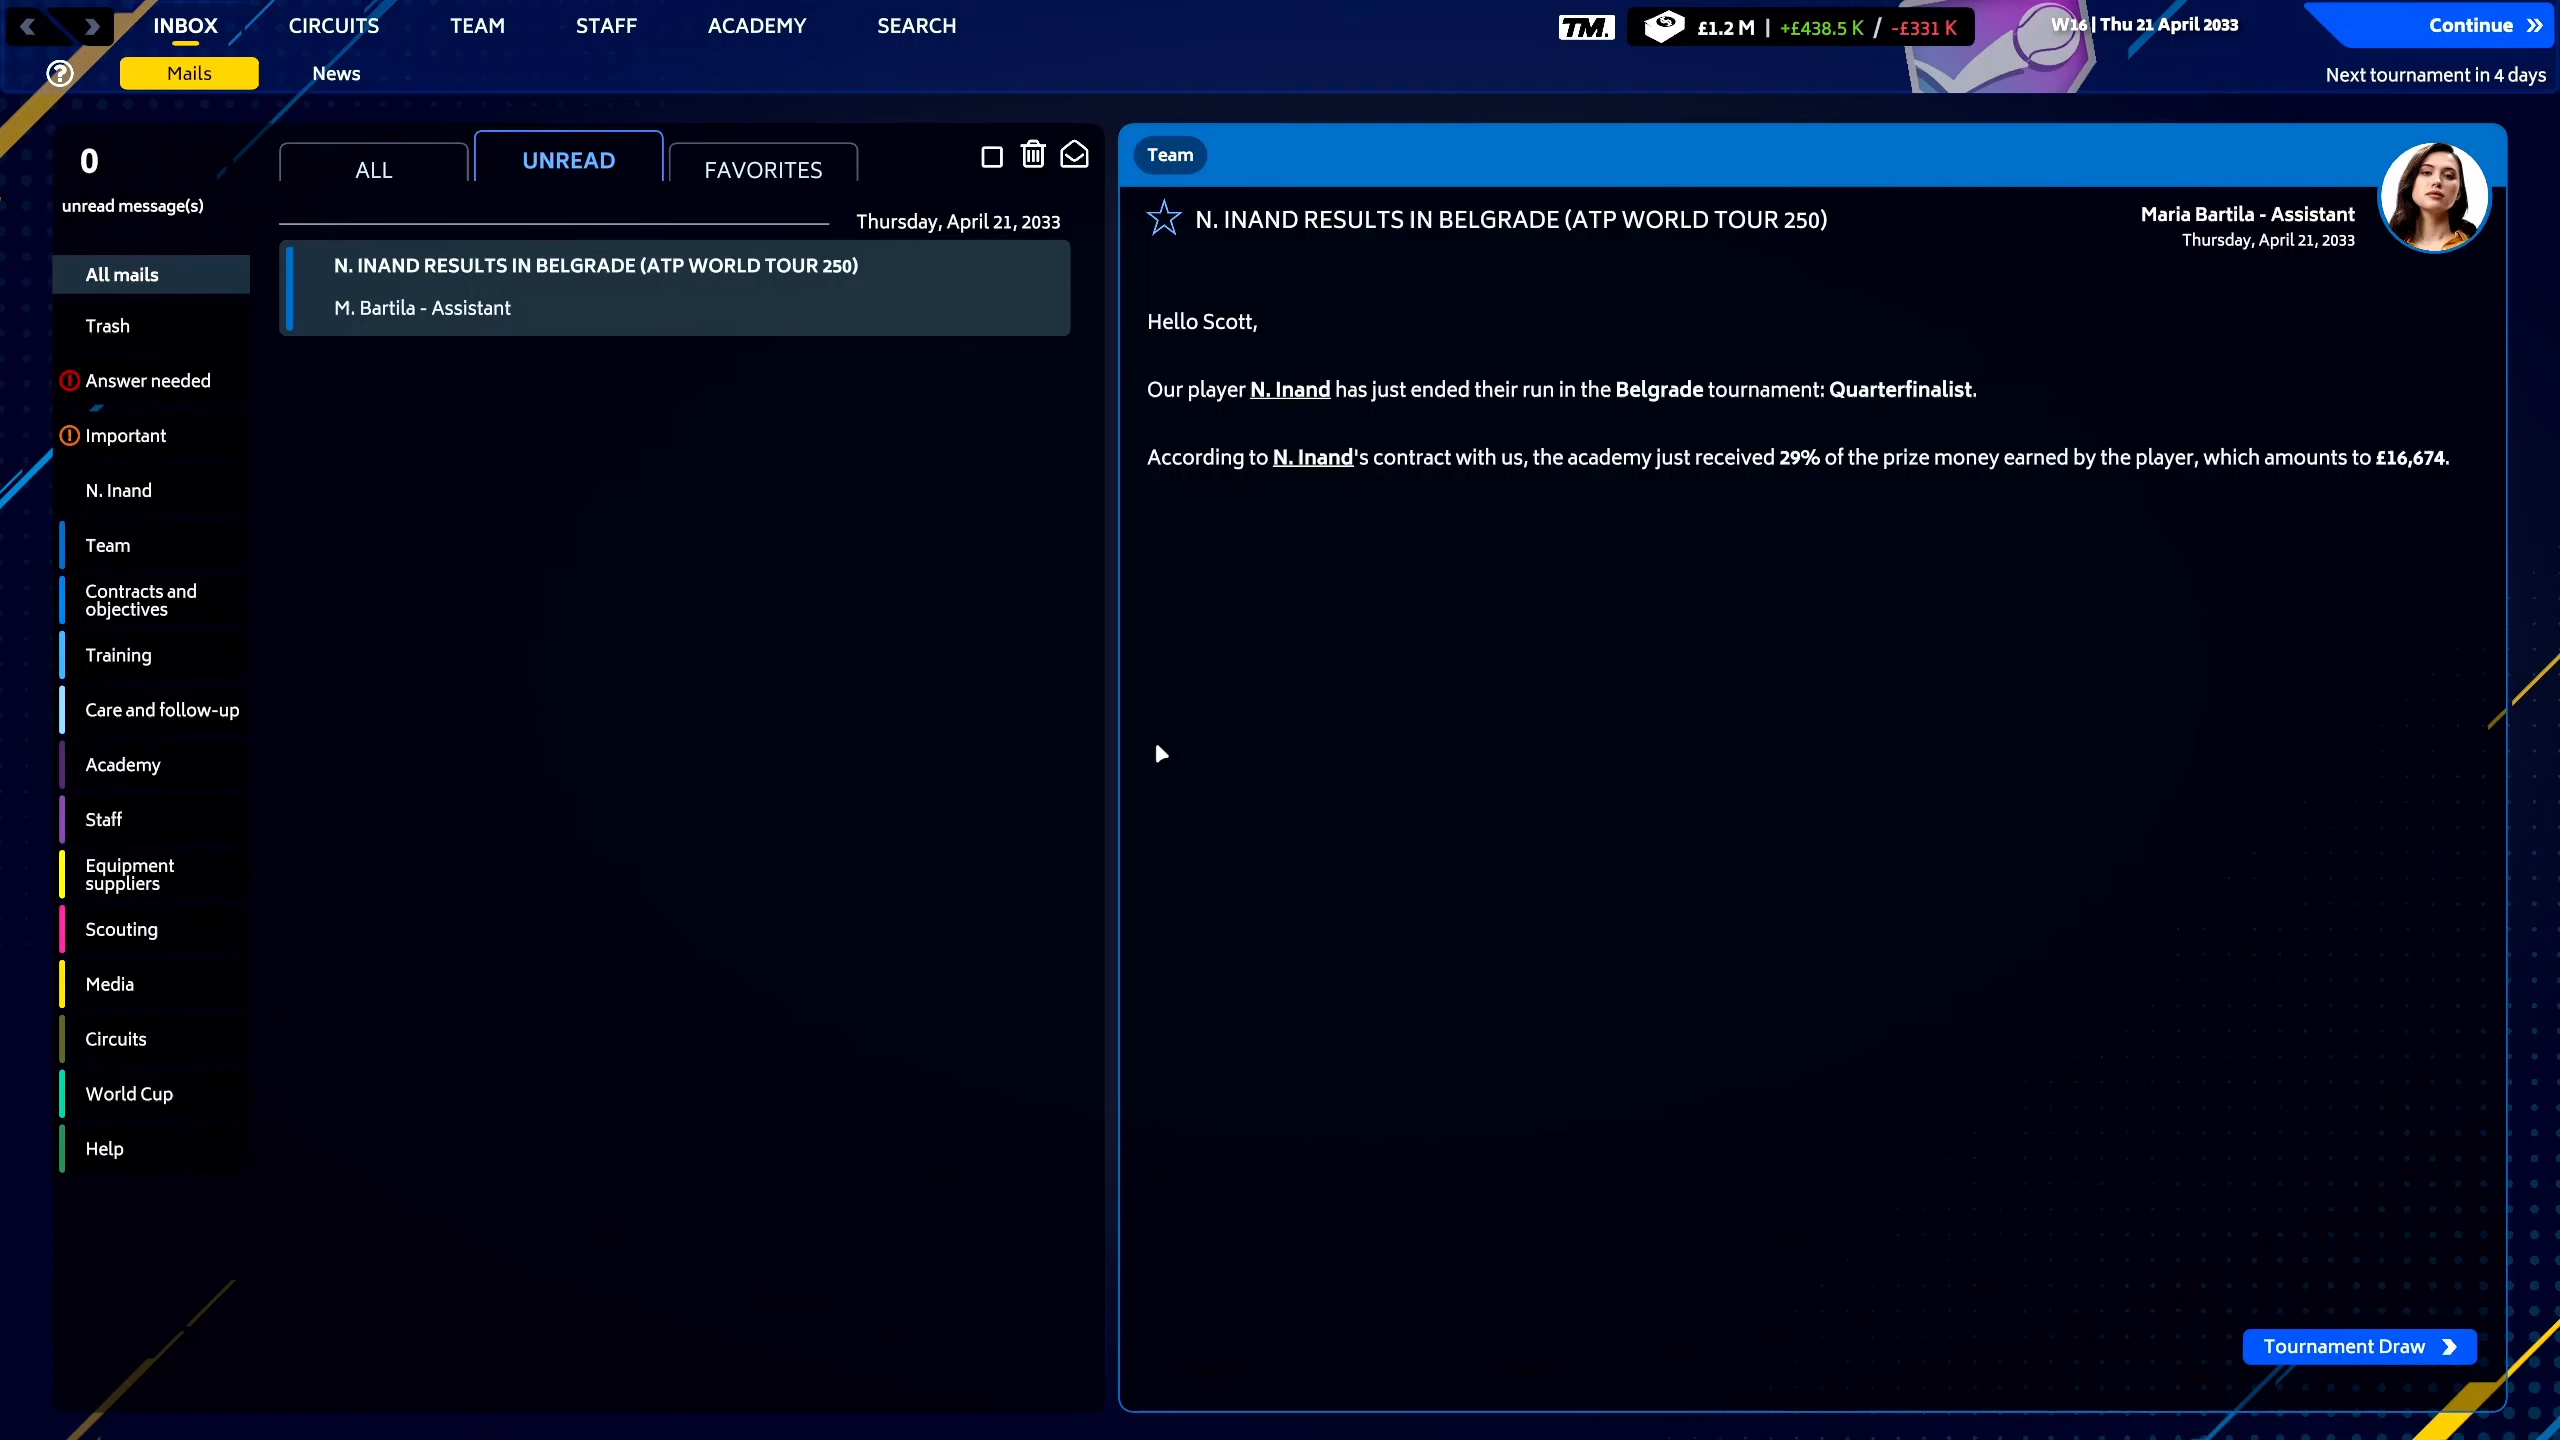 INBOX
CIRCUITS
TEAM
STAFF
ACADEMY
SEARCH
TM.
£1.2 M | +£438.5 K / -£331 K
W16 | Thu 21 April 2033
Continue
Mails
News
Next tournament in 4 days
0
unread message(s)
ALL
UNREAD
FAVORITES
Thursday, April 21, 2033
N. INAND RESULTS IN BELGRADE (ATP WORLD TOUR 250)
M. Bartila - Assistant
All mails
Trash
Answer needed
Important
N. Inand
Team
Contracts and
objectives
Training
Care and follow-up
Academy
Staff
Equipment
suppliers
Scouting
Media
Circuits
World Cup
Help
Team
N. INAND RESULTS IN BELGRADE (ATP WORLD TOUR 250)
Maria Bartila - Assistant
Thursday, April 21, 2033
Hello Scott,
Our player N. Inand has just ended their run in the Belgrade tournament: Quarterfinalist.
According to N. Inand's contract with us, the academy just received 29% of the prize money earned by the player, which amounts to £16,674.
Tournament Draw